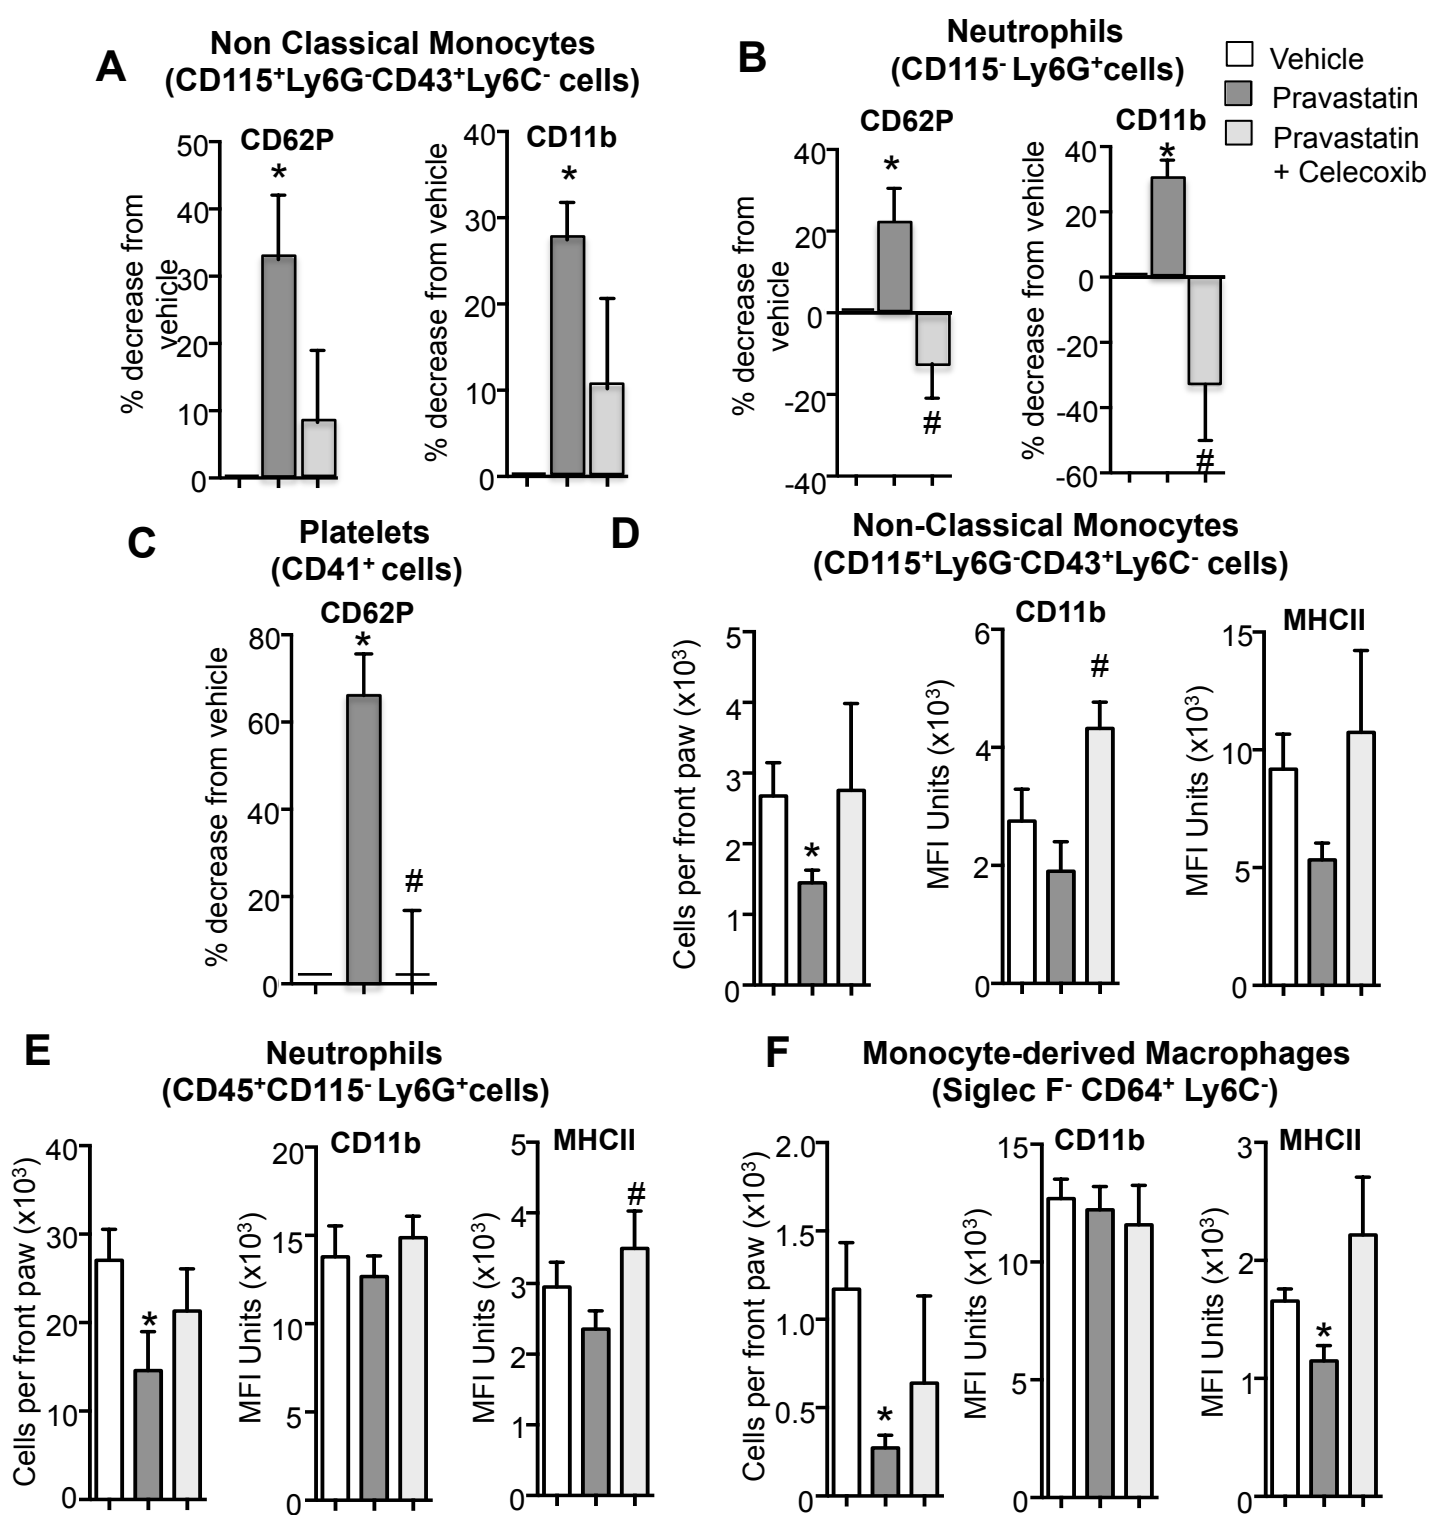 A
Non Classical Monocytes
(CD115⁺Ly6G⁻CD43⁺Ly6C⁻ cells)
CD62P
% decrease from
vehicle
50
40
30
20
10
0
*
CD11b
% decrease from vehicle
40
30
20
10
0
*
B
Neutrophils
(CD115⁻ Ly6G⁺cells)
CD62P
% decrease from
vehicle
40
20
0
-20
-40
*
#
CD11b
% decrease from vehicle
40
20
0
-20
-40
-60
*
#
Vehicle
Pravastatin
Pravastatin
+ Celecoxib
C
Platelets
(CD41⁺ cells)
CD62P
% decrease from vehicle
80
60
40
20
0
*
#
D
Non-Classical Monocytes
(CD115⁺Ly6G⁻CD43⁺Ly6C⁻ cells)
Cells per front paw (x10³)
5
4
3
2
1
0
*
CD11b
MFI Units (x10³)
6
4
2
0
#
MHCII
MFI Units (x10³)
15
10
5
0
E
Neutrophils
(CD45⁺CD115⁻ Ly6G⁺cells)
Cells per front paw (x10³)
40
30
20
10
0
*
CD11b
MFI Units (x10³)
20
15
10
5
0
MHCII
MFI Units (x10³)
5
4
3
2
1
0
#
F
Monocyte-derived Macrophages
(Siglec F⁻ CD64⁺ Ly6C⁻)
Cells per front paw (x10³)
2.0
1.5
1.0
0.5
0
*
CD11b
MFI Units (x10³)
15
10
5
0
MHCII
MFI Units (x10³)
3
2
1
0
*